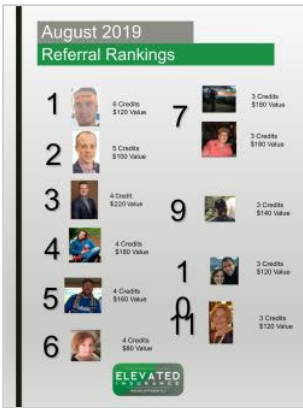 August 2019
Referral Rankings
1
6 Credits
$120 Value
2
5 Credits
$100 Value
3
4 Credit
$220 Value
4
4 Credits
$180 Value
5
4 Credits
$160 Value
6
4 Credits
$80 Value
7
3 Credits
$180 Value
3 Credits
$180 Value
9
3 Credits
$140 Value
1
0
3 Credits
$120 Value
11
3 Credits
$120 Value
ELEVATED
INSURANCE